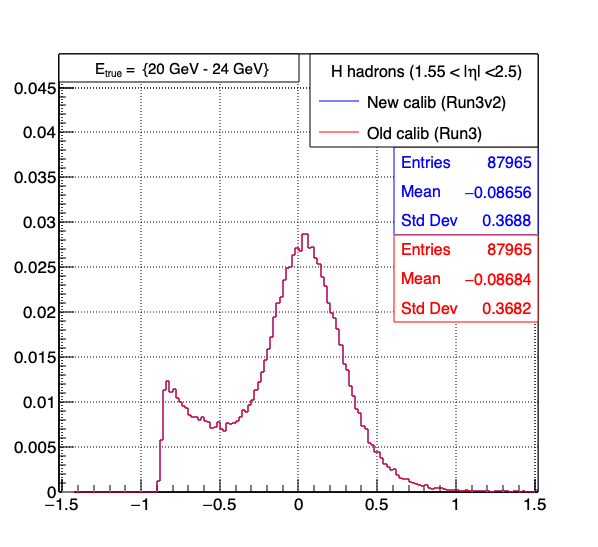 E_true = {20 GeV - 24 GeV}
H hadrons (1.55 < |η| <2.5)
New calib (Run3v2)
Old calib (Run3)
Entries 87965
Mean −0.08656
Std Dev 0.3688
Entries 87965
Mean −0.08684
Std Dev 0.3682
0.045
0.04
0.035
0.03
0.025
0.02
0.015
0.01
0.005
0
−1.5 −1 −0.5 0 0.5 1 1.5